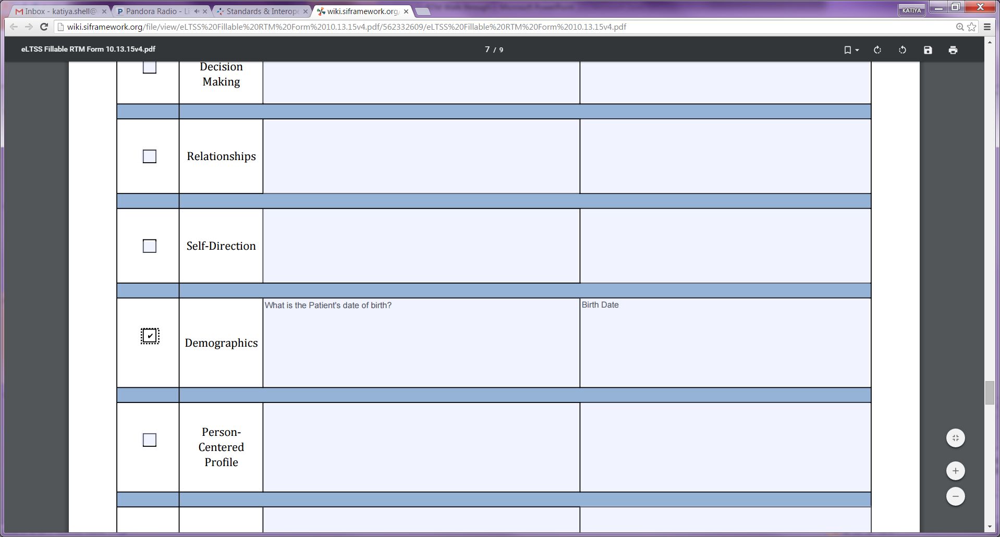 Inbox - katiya.shell@
Pandora Radio - Li
Standards & Interope
wiki.siframework.org/
KATIYA
wiki.siframework.org/file/view/eLTSS%20Fillable%20RTM%20Form%2010.13.15v4.pdf/562332609/eLTSS%20Fillable%20RTM%20Form%2010.13.15v4.pdf
eLTSS Fillable RTM Form 10.13.15v4.pdf
7 / 9
Decision
Making
Relationships
Self-Direction
What is the Patient's date of birth?
Birth Date
Demographics
Person-
Centered
Profile